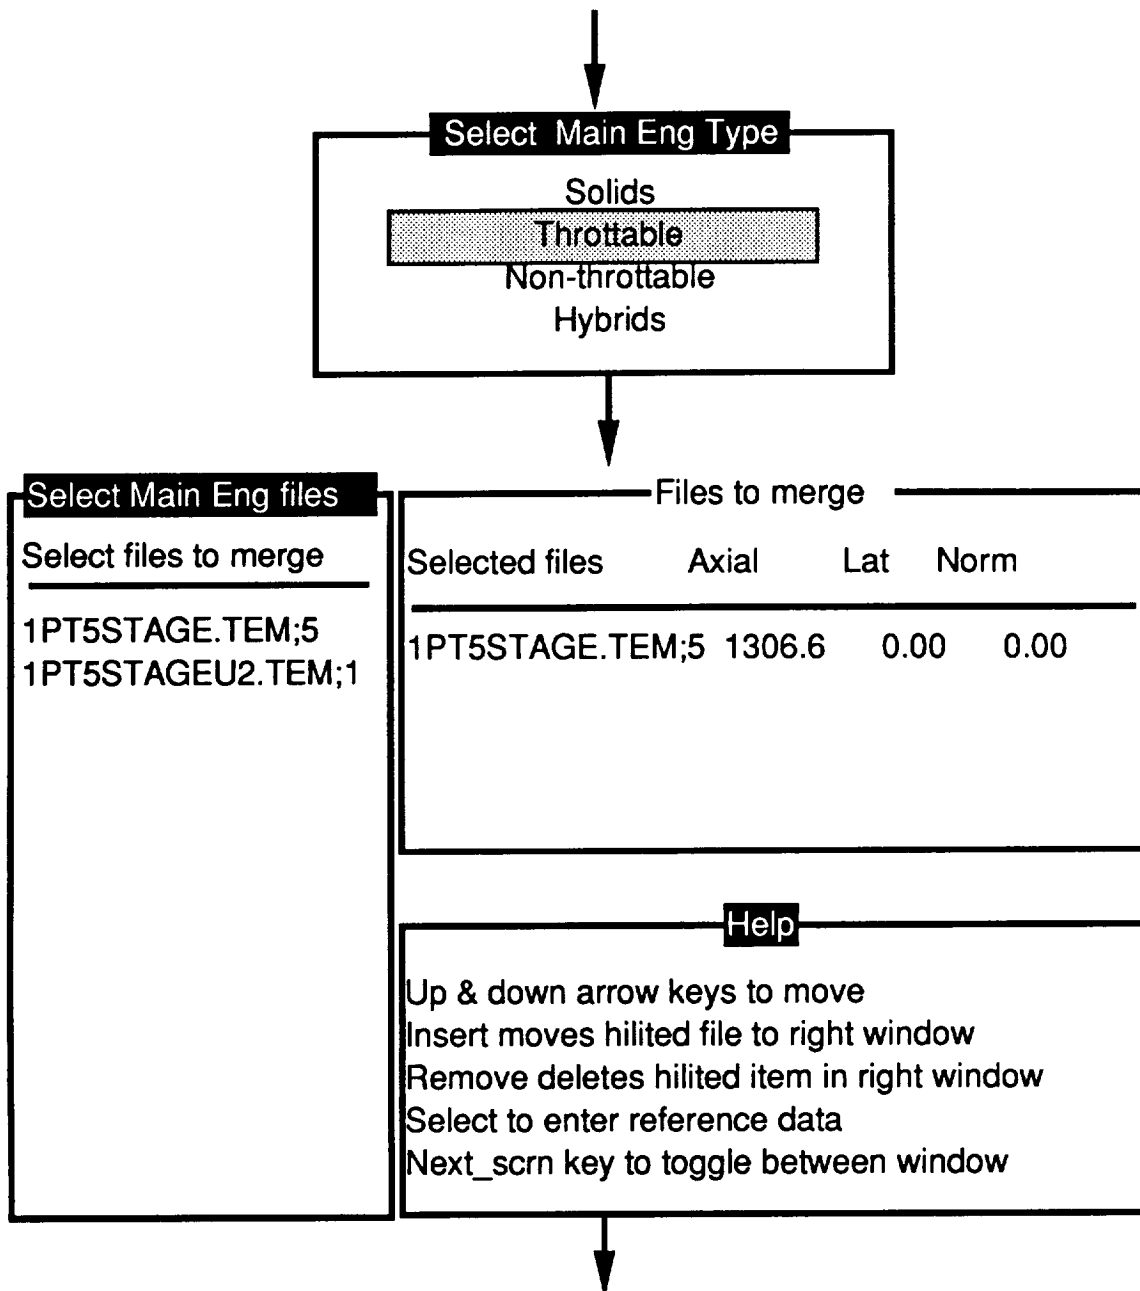 Select Main Eng Type
Solids
Throttable
Non-throttable
Hybrids
Select Main Eng files
Select files to merge
1PT5STAGE.TEM;5
1PT5STAGEU2.TEM;1
Files to merge
Selected files Axial Lat Norm
1PT5STAGE.TEM;5 1306.6 0.00 0.00
Help
Up & down arrow keys to move
Insert moves hilited file to right window
Remove deletes hilited item in right window
Select to enter reference data
Next_scrn key to toggle between window